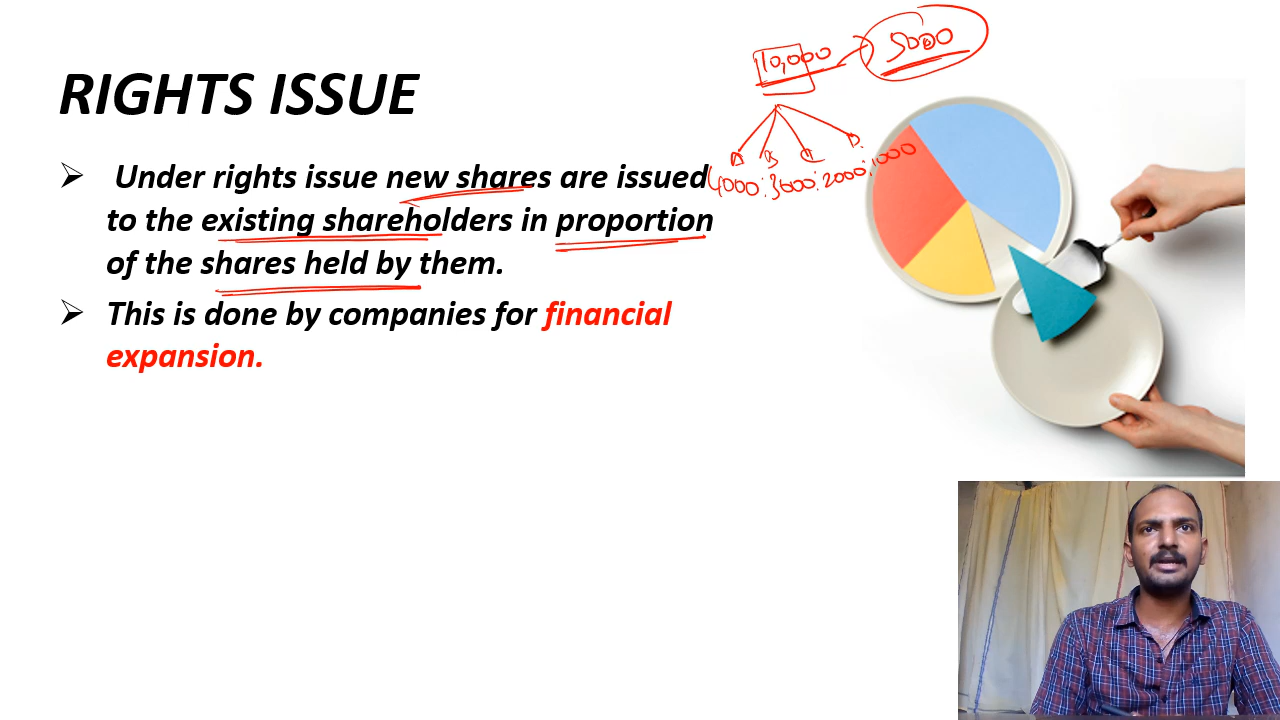 RIGHTS ISSUE
10,000
5000
A B C D
4000:3000:2000:1000
➢ Under rights issue new shares are issued
to the existing shareholders in proportion
of the shares held by them.
➢ This is done by companies for financial
expansion.